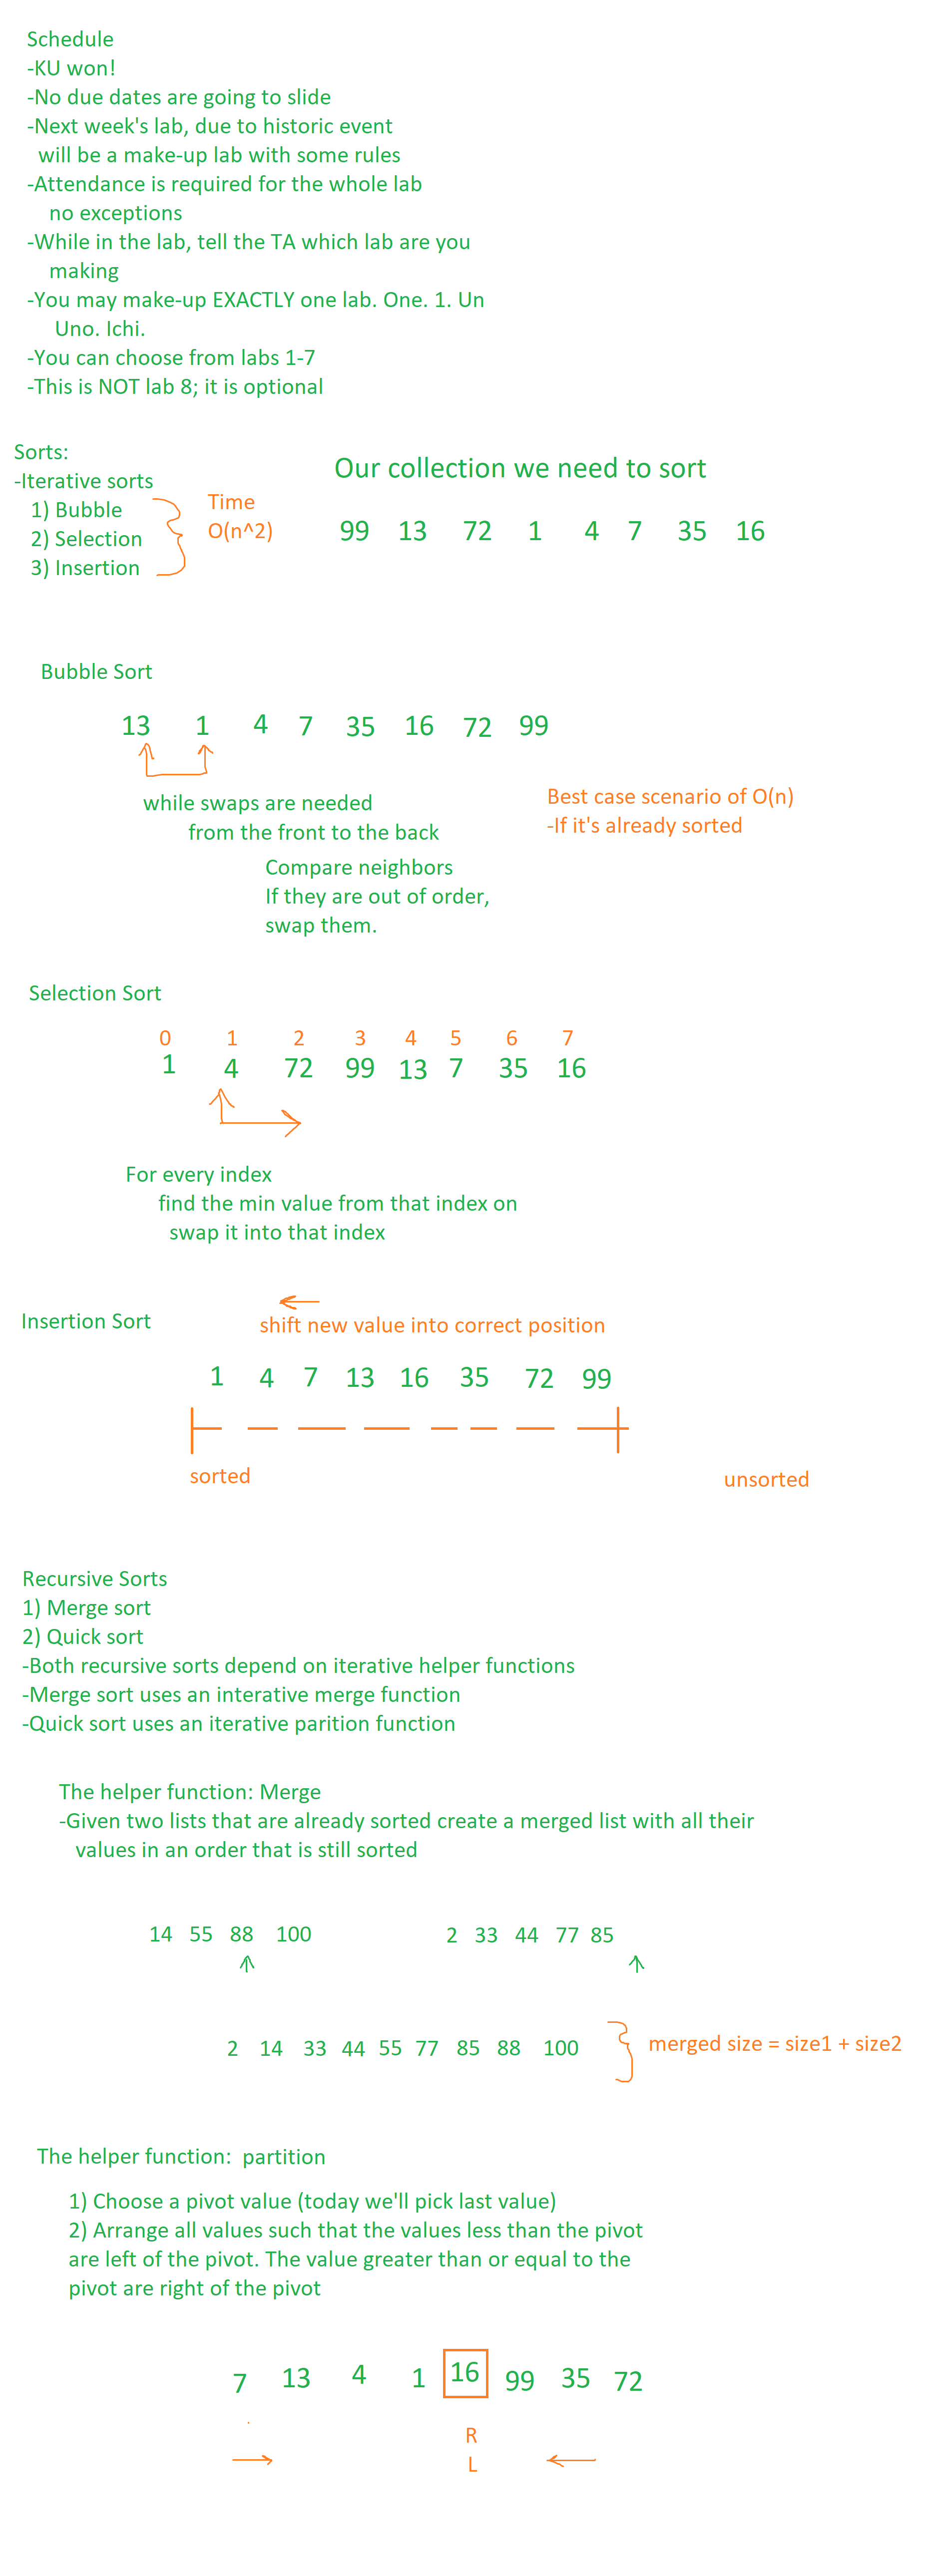 Schedule
-KU won!
-No due dates are going to slide
-Next week's lab, due to historic event
will be a make-up lab with some rules
-Attendance is required for the whole lab
no exceptions
-While in the lab, tell the TA which lab are you
making
-You may make-up EXACTLY one lab. One. 1. Un
Uno. Ichi.
-You can choose from labs 1-7
-This is NOT lab 8; it is optional
Sorts:
-Iterative sorts
1) Bubble
2) Selection
3) Insertion
Time
O(n^2)
Our collection we need to sort
99 13 72 1 4 7 35 16
Bubble Sort
13 1 4 7 35 16 72 99
while swaps are needed
from the front to the back
Compare neighbors
If they are out of order,
swap them.
Best case scenario of O(n)
-If it's already sorted
Selection Sort
0 1 2 3 4 5 6 7
1 4 72 99 13 7 35 16
For every index
find the min value from that index on
swap it into that index
Insertion Sort
shift new value into correct position
1 4 7 13 16 35 72 99
sorted unsorted
Recursive Sorts
1) Merge sort
2) Quick sort
-Both recursive sorts depend on iterative helper functions
-Merge sort uses an interative merge function
-Quick sort uses an iterative parition function
The helper function: Merge
-Given two lists that are already sorted create a merged list with all their
values in an order that is still sorted
14 55 88 100 2 33 44 77 85
2 14 33 44 55 77 85 88 100
merged size = size1 + size2
The helper function: partition
1) Choose a pivot value (today we'll pick last value)
2) Arrange all values such that the values less than the pivot
are left of the pivot. The value greater than or equal to the
pivot are right of the pivot
7 13 4 1 16 99 35 72
R
L